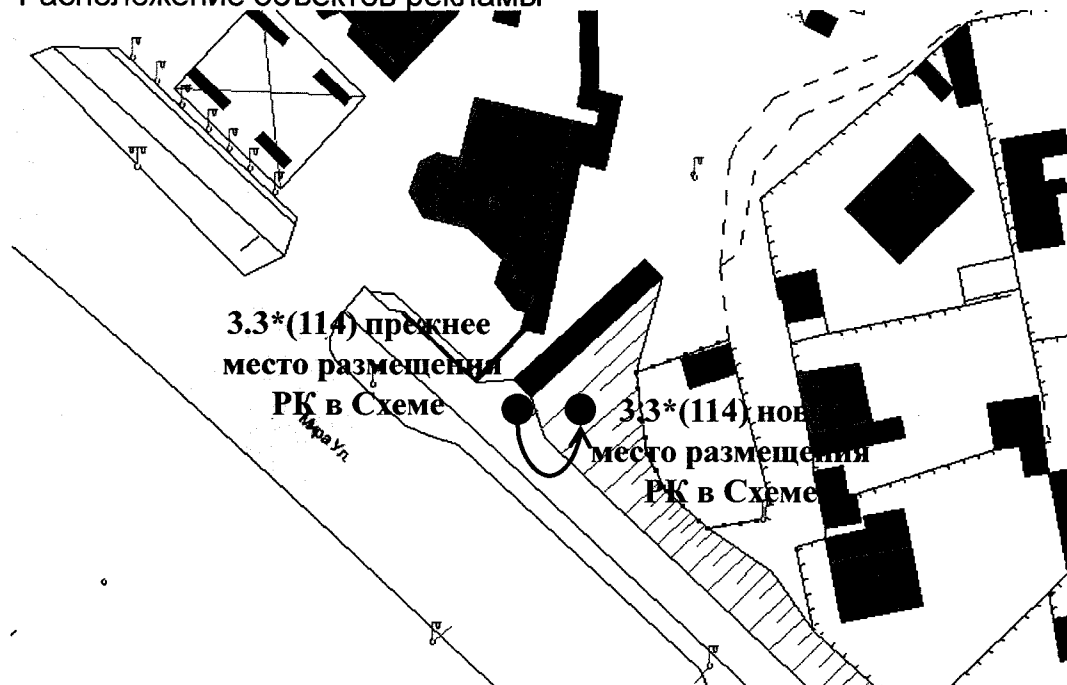 Расположение объектов рекламы
3.3*(114) прежнее
место размещения
РК в Схеме
Мира Ул.
3.3*(114) нов
место размещения
РК в Схеме